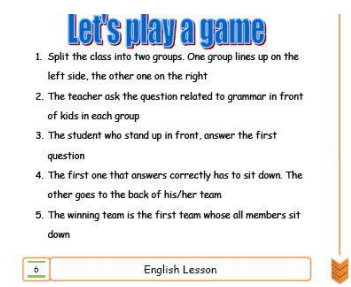 Let's play a game
1. Split the class into two groups. One group lines up on the
left side, the other one on the right
2. The teacher ask the question related to grammar in front
of kids in each group
3. The student who stand up in front, answer the first
question
4. The first one that answers correctly has to sit down. The
other goes to the back of his/her team
5. The winning team is the first team whose all members sit
down
6
English Lesson